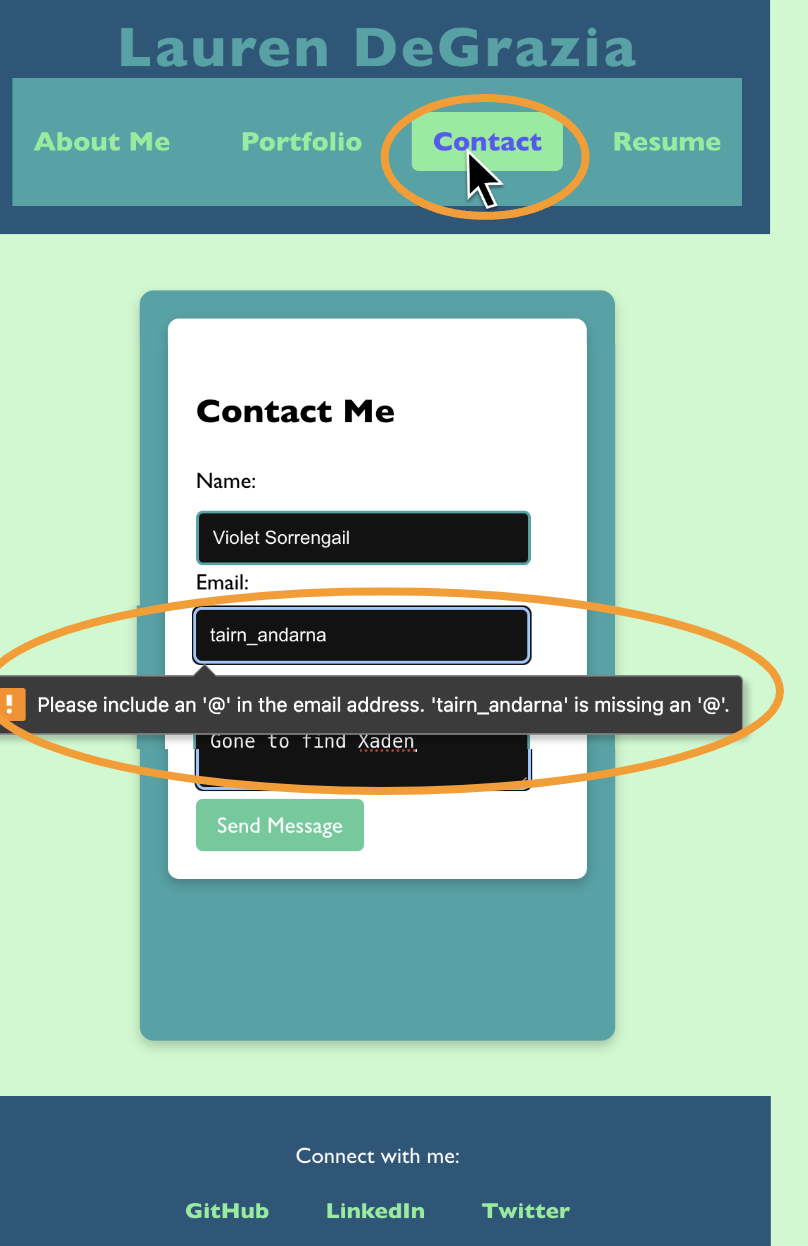 Lauren DeGrazia
About Me Portfolio Contact Resume
Contact Me
Name:
Violet Sorrengail
Email:
tairn_andarna
! Please include an '@' in the email address. 'tairn_andarna' is missing an '@'.
Gone to find Xaden
Send Message
Connect with me:
GitHub LinkedIn Twitter